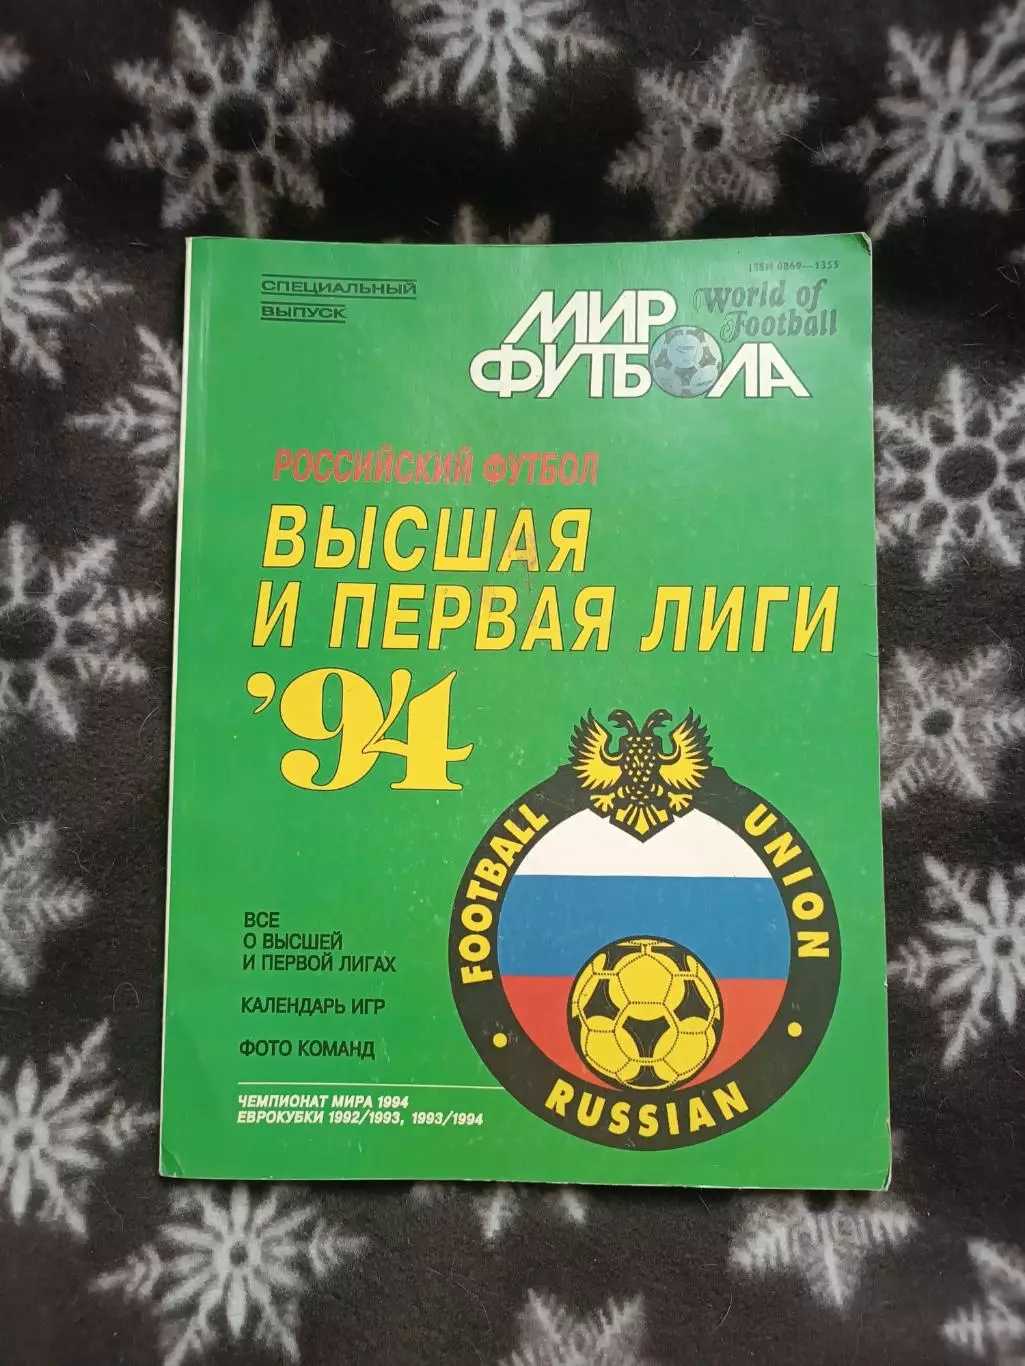 СПЕЦИАЛЬНЫЙ
ВЫПУСК
ISSN 0869—1355
МИР
ФУТБОЛА
World of
Football
РОССИЙСКИЙ ФУТБОЛ
ВЫСШАЯ
И ПЕРВАЯ ЛИГИ
'94
FOOTBALL
UNION
RUSSIAN
ВСЕ
О ВЫСШЕЙ
И ПЕРВОЙ ЛИГАХ
КАЛЕНДАРЬ ИГР
ФОТО КОМАНД
ЧЕМПИОНАТ МИРА 1994
ЕВРОКУБКИ 1992/1993, 1993/1994